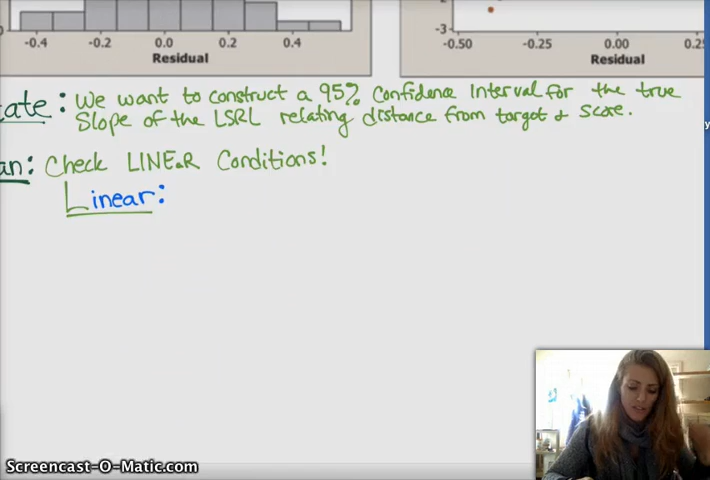 -0.4 -0.2 0.0 0.2 0.4
Residual
-3
-0.50 -0.25 0.00 0.25
Residual
ate: We want to construct a 95% Confidence Interval for the true
Slope of the LSRL relating distance from target & Score.
an: Check LINEaR Conditions!
Linear:
Screencast-O-Matic.com